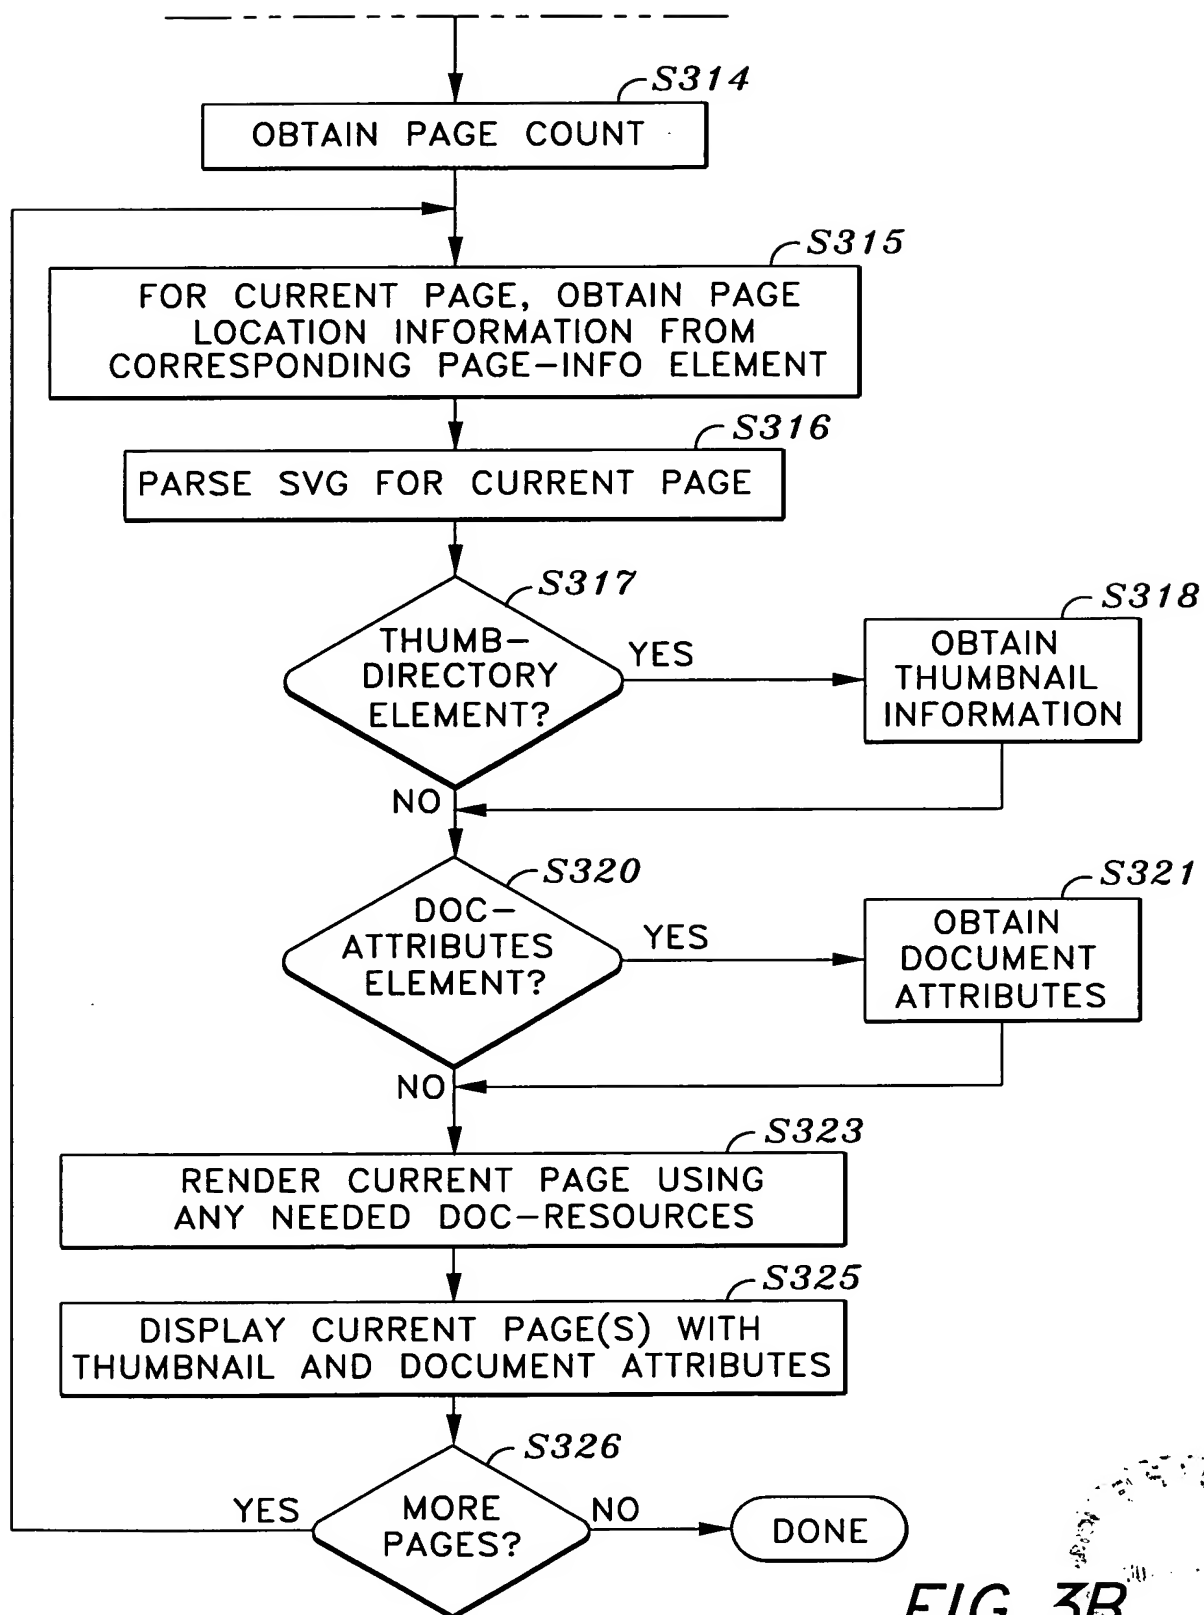 S314
OBTAIN PAGE COUNT
S315
FOR CURRENT PAGE, OBTAIN PAGE
LOCATION INFORMATION FROM
CORRESPONDING PAGE-INFO ELEMENT
S316
PARSE SVG FOR CURRENT PAGE
S317
THUMB-
DIRECTORY
ELEMENT?
YES
S318
OBTAIN
THUMBNAIL
INFORMATION
NO
S320
DOC-
ATTRIBUTES
ELEMENT?
YES
S321
OBTAIN
DOCUMENT
ATTRIBUTES
NO
S323
RENDER CURRENT PAGE USING
ANY NEEDED DOC-RESOURCES
S325
DISPLAY CURRENT PAGE(S) WITH
THUMBNAIL AND DOCUMENT ATTRIBUTES
S326
YES
MORE
PAGES?
NO
DONE
FIG. 3B